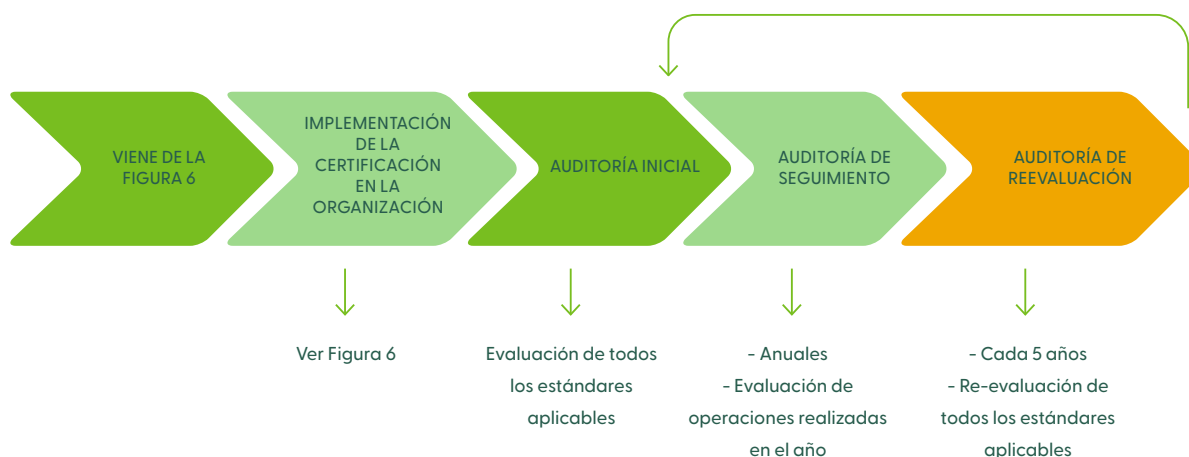 VIENE DE LA
FIGURA 6
IMPLEMENTACIÓN
DE LA
CERTIFICACIÓN
EN LA
ORGANIZACIÓN
AUDITORÍA INICIAL
AUDITORÍA DE
SEGUIMIENTO
AUDITORÍA DE
REEVALUACIÓN
Ver Figura 6
Evaluación de todos
los estándares
aplicables
- Anuales
- Evaluación de
operaciones realizadas
en el año
- Cada 5 años
- Re-evaluación de
todos los estándares
aplicables